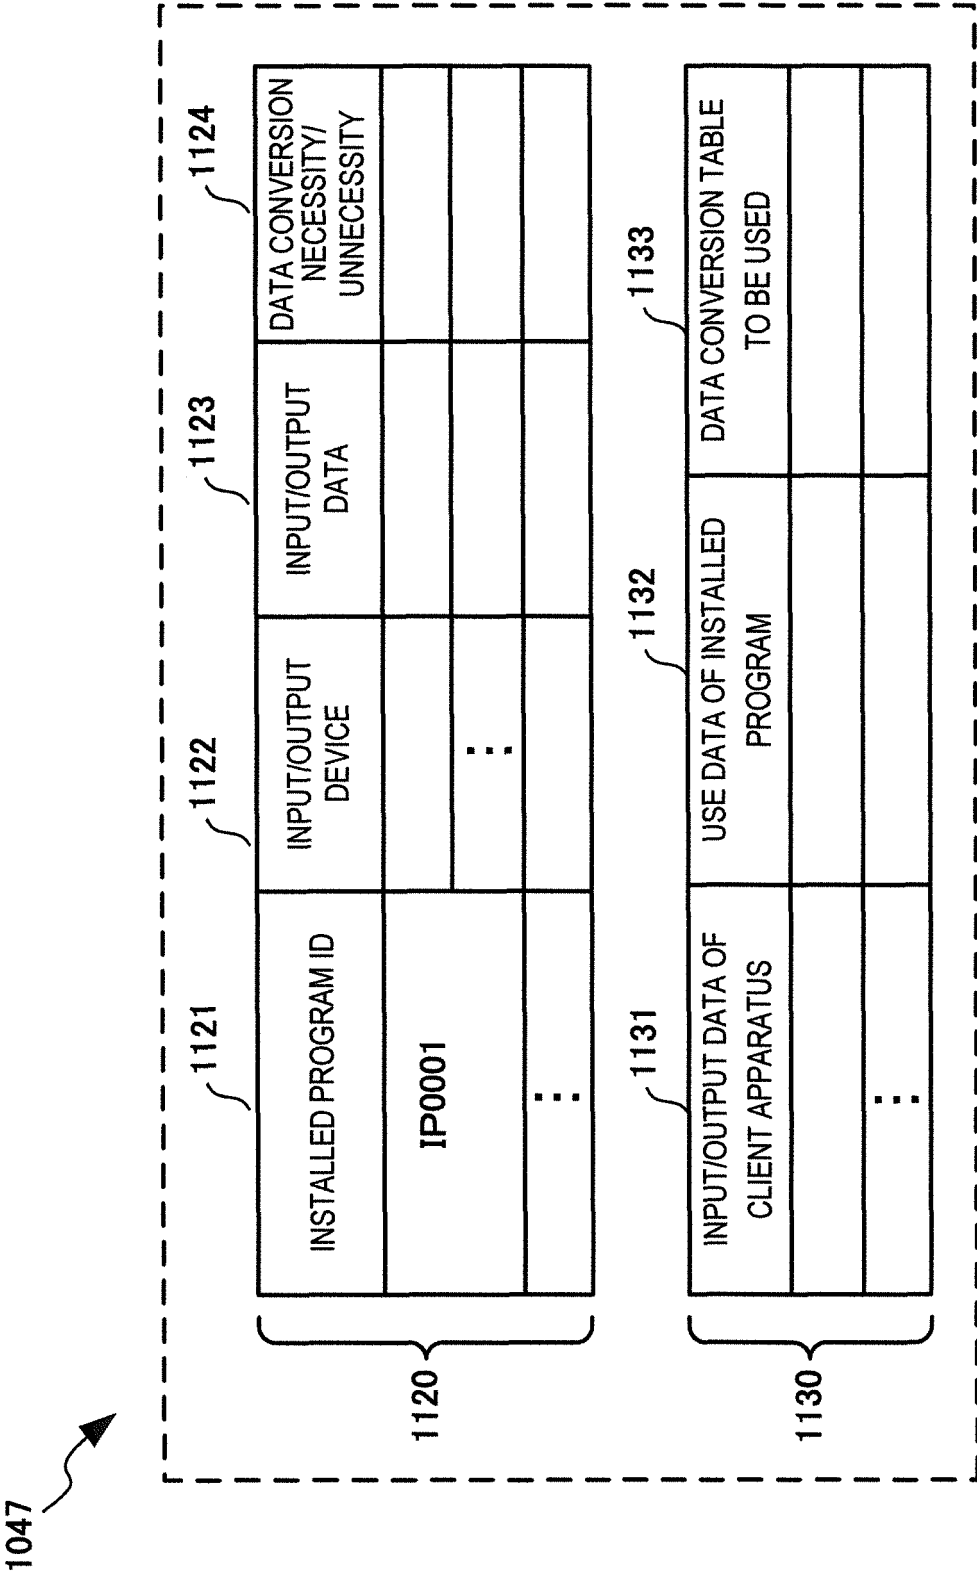 1047
1121
1122
1123
1124
INSTALLED PROGRAM ID
INPUT/OUTPUT
DEVICE
INPUT/OUTPUT
DATA
DATA CONVERSION
NECESSITY/
UNNECESSITY
1120
IP0001
⋮
⋮
1131
1132
1133
INPUT/OUTPUT DATA OF
CLIENT APPARATUS
USE DATA OF INSTALLED
PROGRAM
DATA CONVERSION TABLE
TO BE USED
1130
⋮